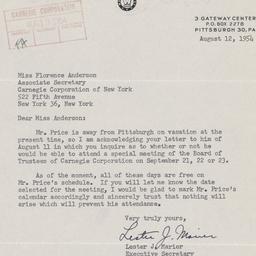 CARNEGIE CORPORATION
W
3 GATEWAY CENTER
P.O. BOX 2278
PITTSBURGH 30, PA.
August 12, 1954
Miss Florence Anderson
Associate Secretary
Carnegie Corporation of New York
522 Fifth Avenue
New York 36, New York
Dear Miss Anderson:
Mr. Price is away from Pittsburgh on vacation at the
present time, so I am acknowledging your letter to him of
August 11 in which you inquire as to whether or not he
would be able to attend a special meeting of the Board of
Trustees of Carnegie Corporation on September 21, 22 or 23.
As of the moment, all of these days are free on
Mr. Price's schedule. If you will let me know the date
selected for the meeting, I would be glad to mark Mr. Price's
calendar accordingly and sincerely trust that nothing will
arise which will prevent his attendance.
Very truly yours,
Lester J. Marior
Executive Secretary